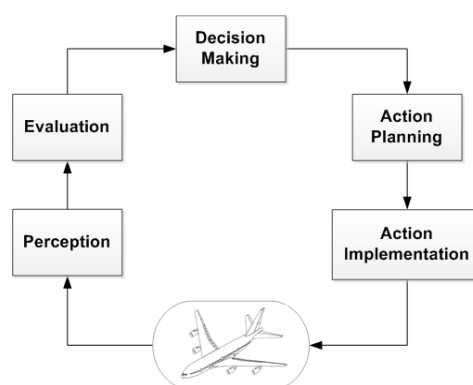 Decision
Making
Evaluation
Action
Planning
Perception
Action
Implementation